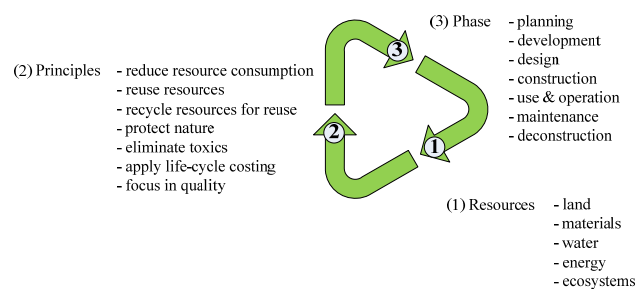 (3) Phase - planning
- development
- design
- construction
- use & operation
- maintenance
- deconstruction
(2) Principles - reduce resource consumption
- reuse resources
- recycle resources for reuse
- protect nature
- eliminate toxics
- apply life-cycle costing
- focus in quality
3
2
1
(1) Resources - land
- materials
- water
- energy
- ecosystems